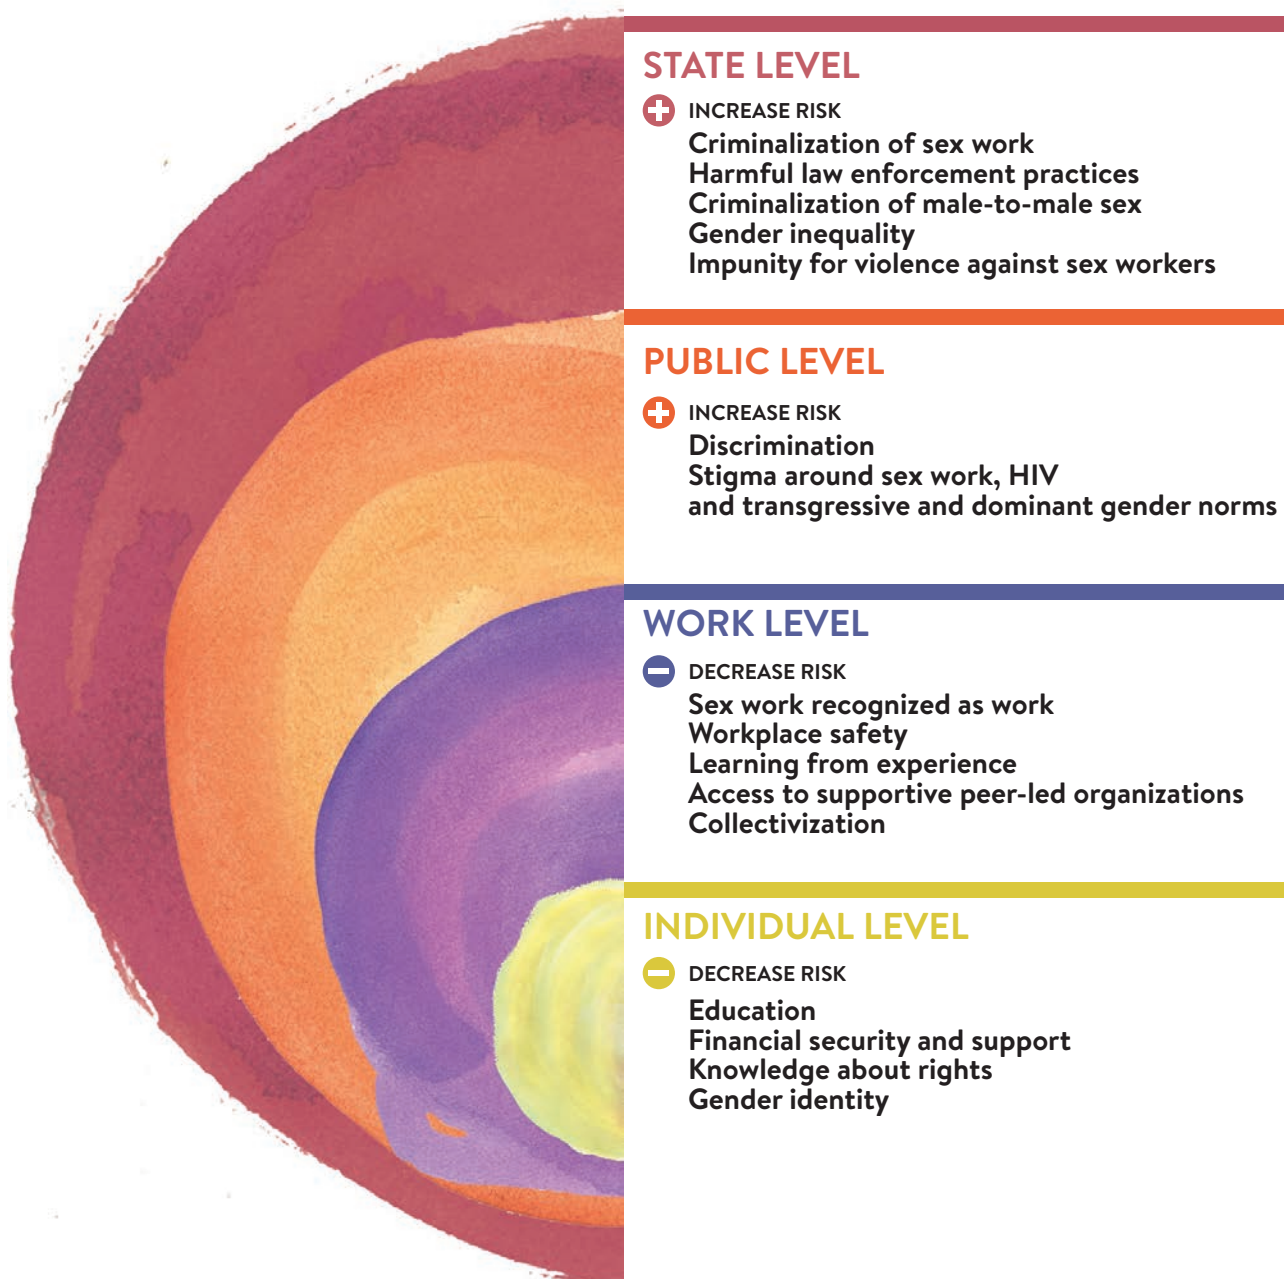 STATE LEVEL
INCREASE RISK
Criminalization of sex work
Harmful law enforcement practices
Criminalization of male-to-male sex
Gender inequality
Impunity for violence against sex workers
PUBLIC LEVEL
INCREASE RISK
Discrimination
Stigma around sex work, HIV
and transgressive and dominant gender norms
WORK LEVEL
DECREASE RISK
Sex work recognized as work
Workplace safety
Learning from experience
Access to supportive peer-led organizations
Collectivization
INDIVIDUAL LEVEL
DECREASE RISK
Education
Financial security and support
Knowledge about rights
Gender identity